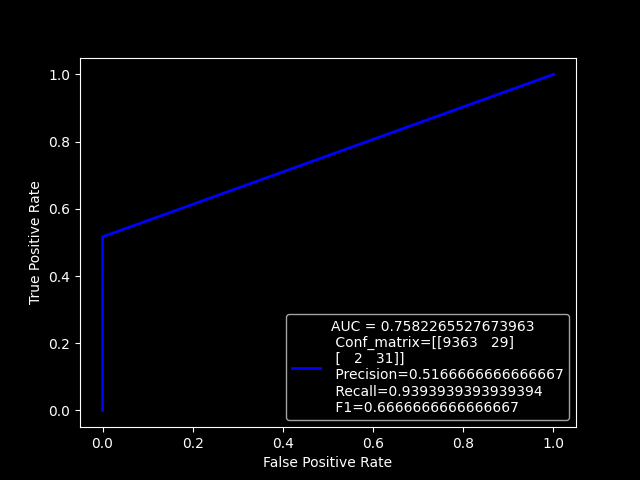 1.0
0.8
0.6
0.4
0.2
0.0
True Positive Rate
AUC = 0.7582265527673963
Conf_matrix=[[9363   29]
[   2   31]]
Precision=0.5166666666666667
Recall=0.9393939393939394
F1=0.6666666666666667
0.0 0.2 0.4 0.6 0.8 1.0
False Positive Rate